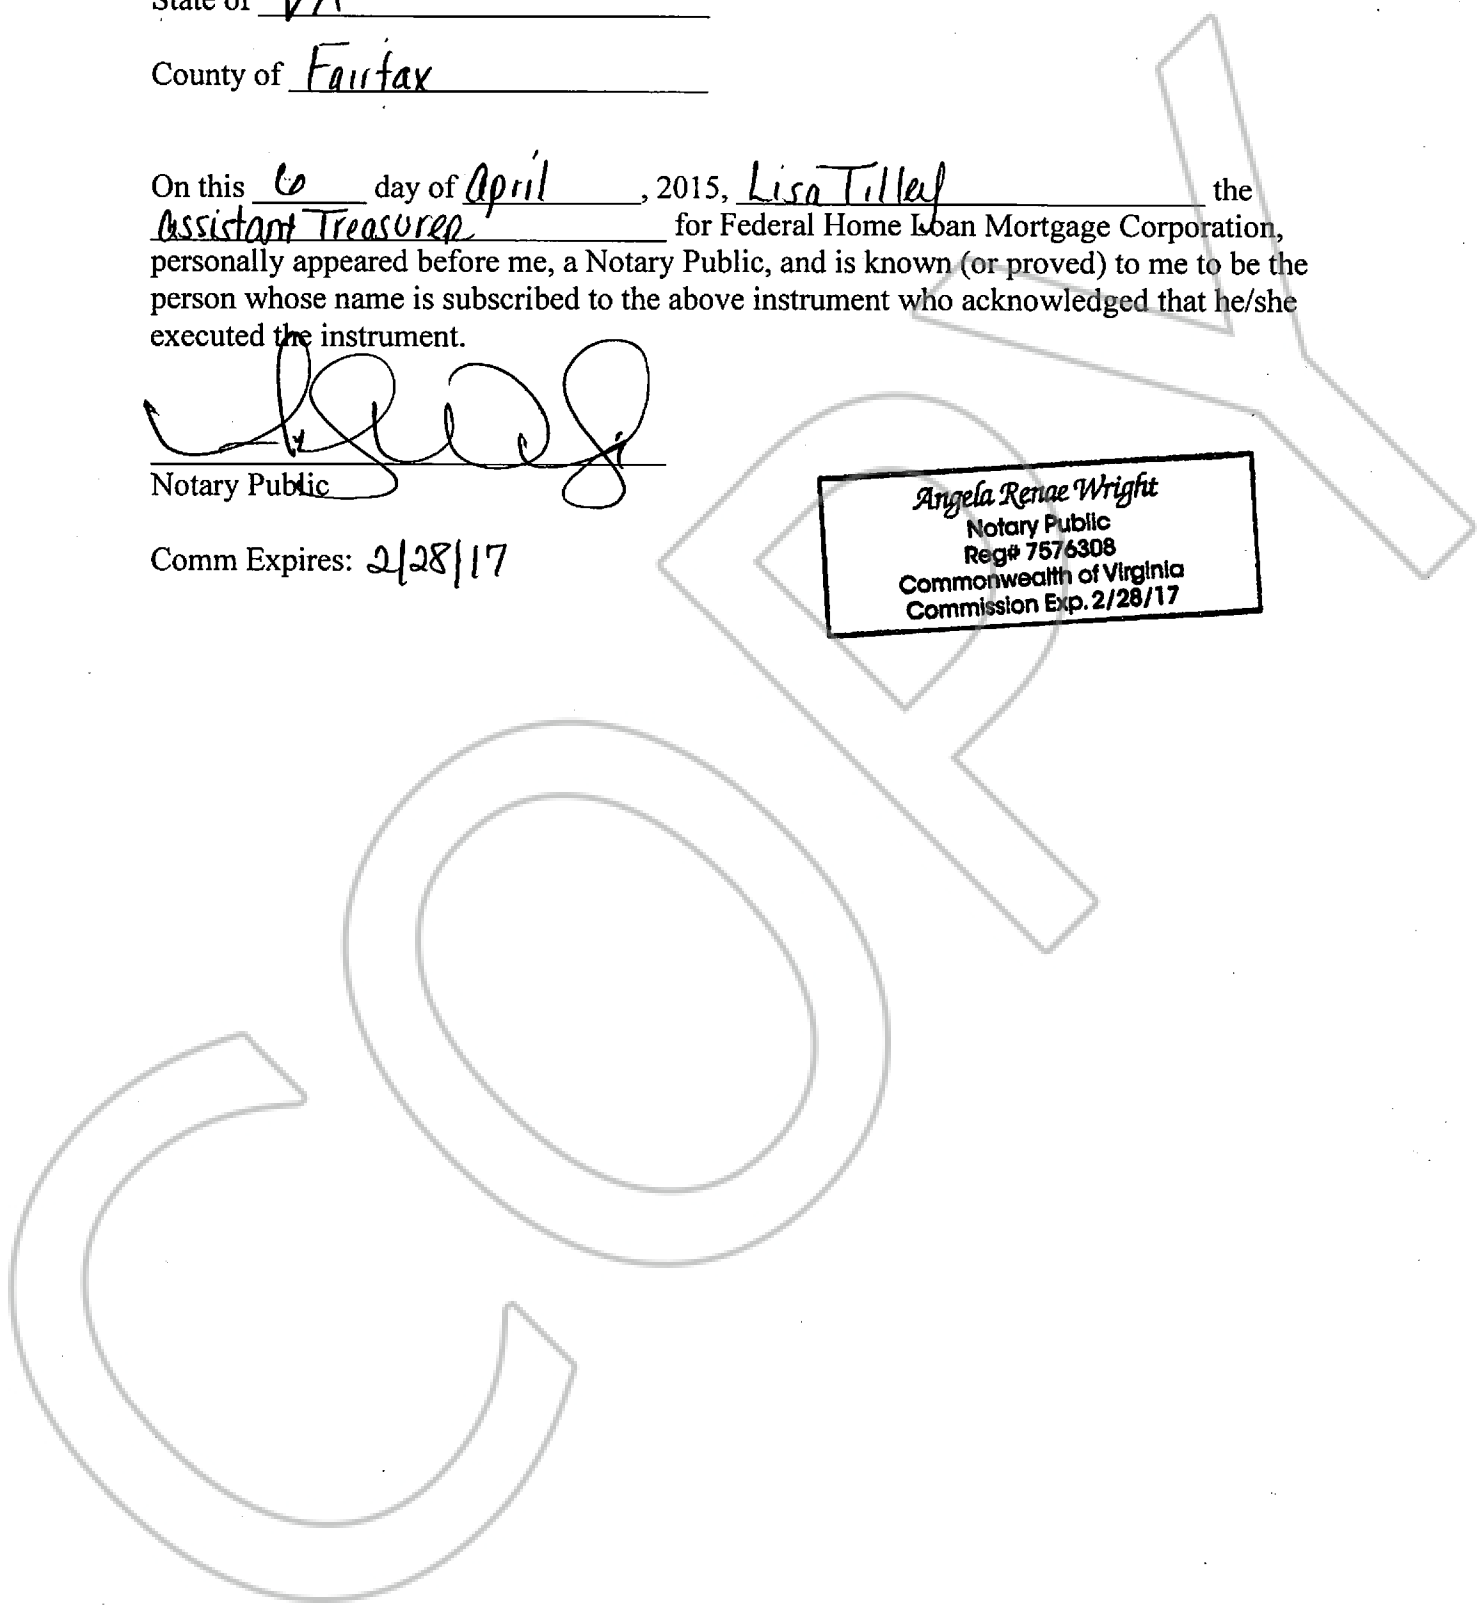 State of VA
County of Fairfax
On this 6 day of April, 2015, Lisa Tilley the
Assistant Treasurer for Federal Home Loan Mortgage Corporation,
personally appeared before me, a Notary Public, and is known (or proved) to me to be the
person whose name is subscribed to the above instrument who acknowledged that he/she
executed the instrument.
Notary Public
Comm Expires: 2/28/17
Angela Renae Wright
Notary Public
Reg# 7576308
Commonwealth of Virginia
Commission Exp. 2/28/17
COPY